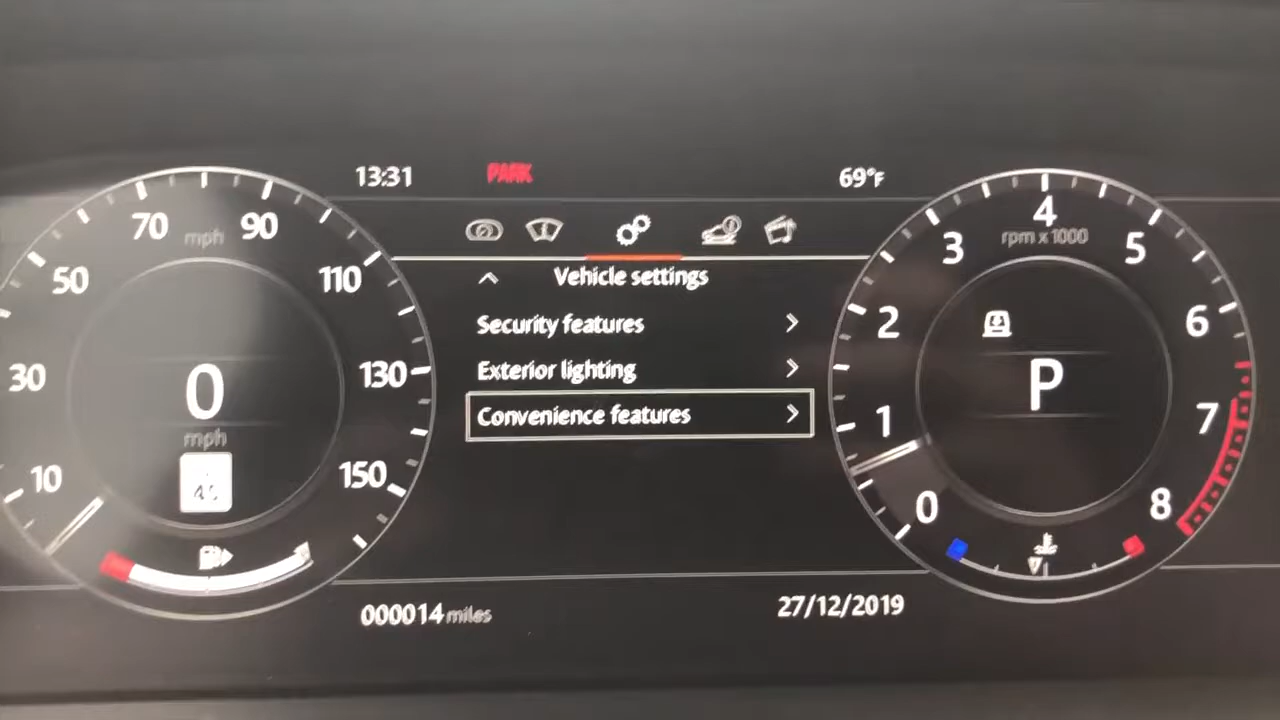 13:31 PARK 69°F
70 mph 90
50 110
30 130
10 150
0
mph
Vehicle settings
Security features
Exterior lighting
Convenience features
4
rpm x 1000
3 5
2 6
1 7
0 8
P
000014 miles
27/12/2019